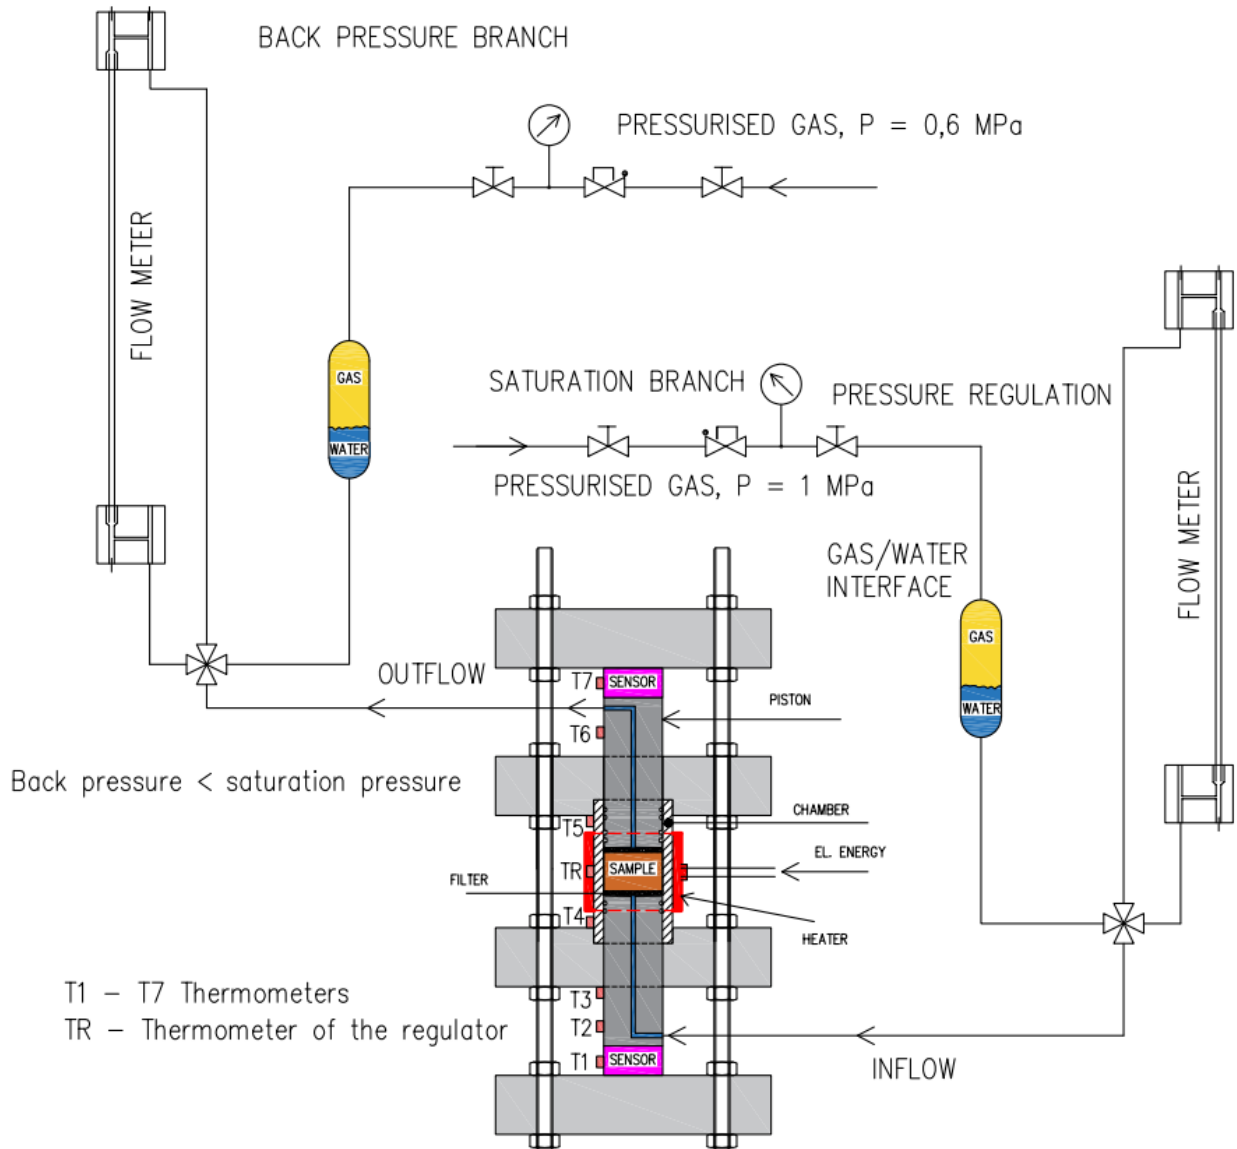 BACK PRESSURE BRANCH
PRESSURISED GAS, P = 0,6 MPa
FLOW METER
GAS
WATER
SATURATION BRANCH
PRESSURE REGULATION
PRESSURISED GAS, P = 1 MPa
GAS/WATER
INTERFACE
FLOW METER
GAS
WATER
OUTFLOW
T7
SENSOR
PISTON
T6
Back pressure < saturation pressure
CHAMBER
T5
EL. ENERGY
TR
SAMPLE
FILTER
T4
HEATER
T1 – T7 Thermometers
T3
TR – Thermometer of the regulator
T2
T1
SENSOR
INFLOW